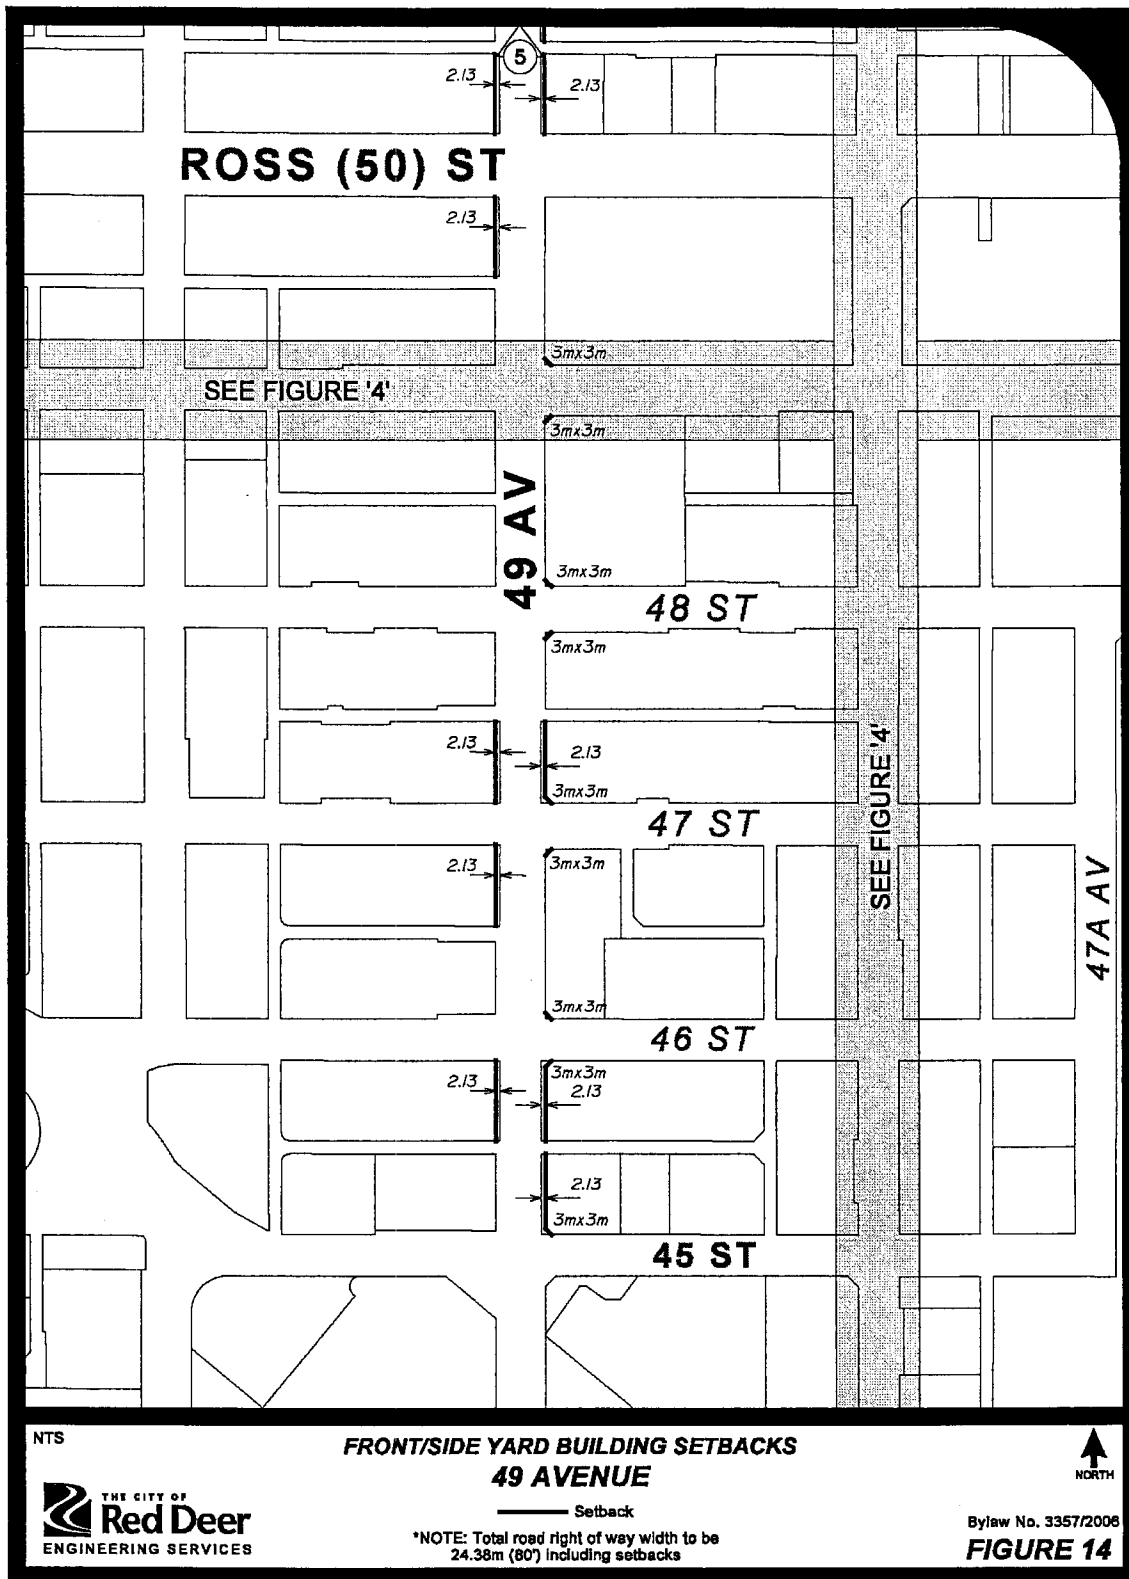 5
2.13
2.13
ROSS (50) ST
2.13
3mx3m
SEE FIGURE '4'
3mx3m
49 AV
3mx3m
48 ST
3mx3m
2.13
2.13
SEE FIGURE '4'
3mx3m
47 ST
2.13
3mx3m
47A AV
3mx3m
46 ST
3mx3m
2.13
2.13
2.13
3mx3m
45 ST
NTS
FRONT/SIDE YARD BUILDING SETBACKS
49 AVENUE
NORTH
Setback
THE CITY OF
Red Deer
ENGINEERING SERVICES
*NOTE: Total road right of way width to be
24.38m (80') including setbacks
Bylaw No. 3357/2006
FIGURE 14